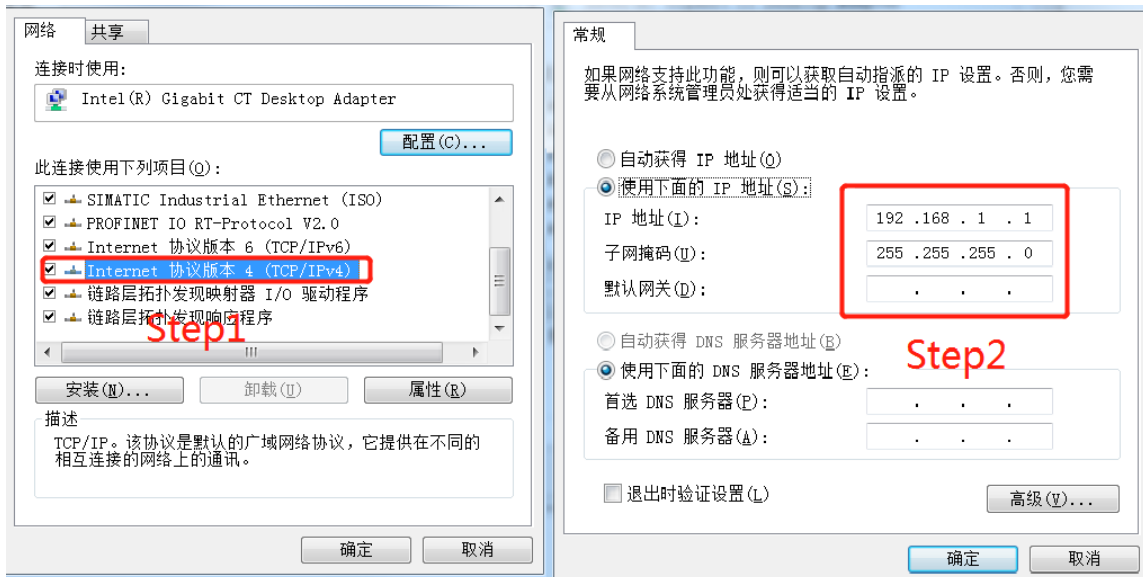 网络 共享
连接时使用:
Intel(R) Gigabit CT Desktop Adapter
配置(C)...
此连接使用下列项目(O):
SIMATIC Industrial Ethernet (ISO)
PROFINET IO RT-Protocol V2.0
Internet 协议版本 6 (TCP/IPv6)
Internet 协议版本 4 (TCP/IPv4)
链路层拓扑发现映射器 I/O 驱动程序
链路层拓扑发现响应程序
Step1
安装(N)... 卸载(U) 属性(R)
描述
TCP/IP。该协议是默认的广域网络协议，它提供在不同的
相互连接的网络上的通讯。
确定 取消
常规
如果网络支持此功能，则可以获取自动指派的 IP 设置。否则，您需
要从网络系统管理员处获得适当的 IP 设置。
自动获得 IP 地址(O)
使用下面的 IP 地址(S):
IP 地址(I): 192 .168 . 1 . 1
子网掩码(U): 255 .255 .255 . 0
默认网关(D): . . .
自动获得 DNS 服务器地址(B)
Step2
使用下面的 DNS 服务器地址(E):
首选 DNS 服务器(P): . . .
备用 DNS 服务器(A): . . .
退出时验证设置(L)
高级(V)...
确定 取消